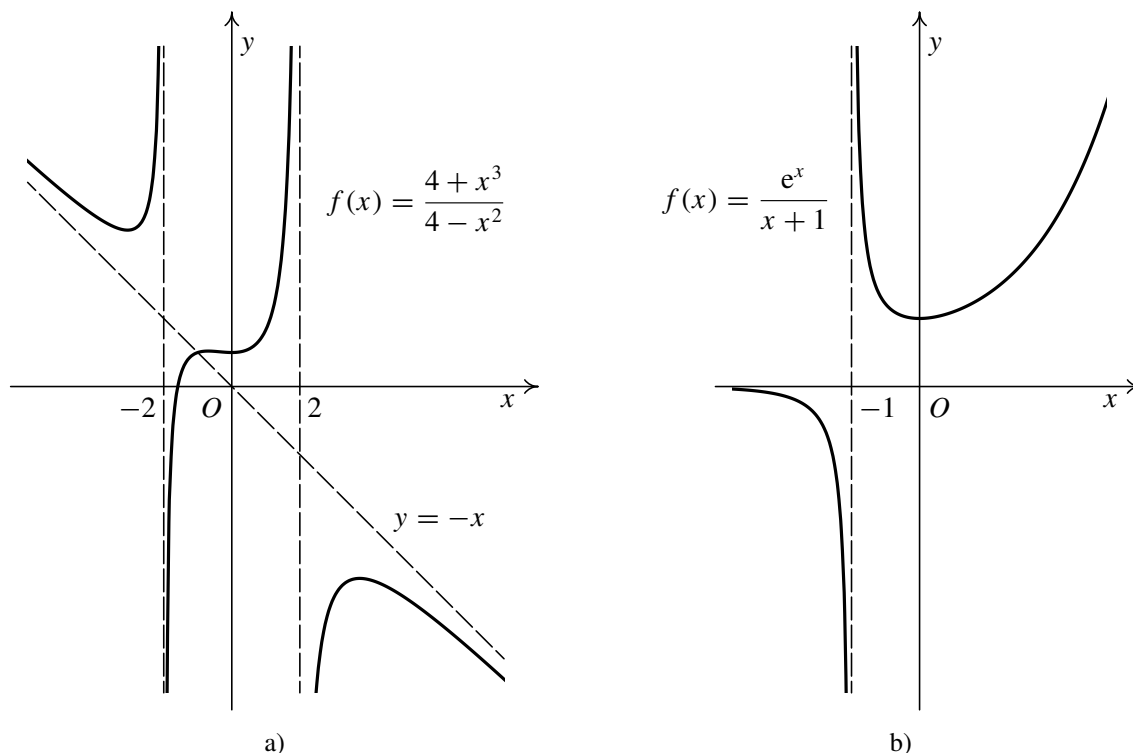 y
f(x) = (4 + x³)/(4 − x²)
−2
O
2
x
y = −x
a)
y
f(x) = eˣ/(x + 1)
−1
O
x
b)